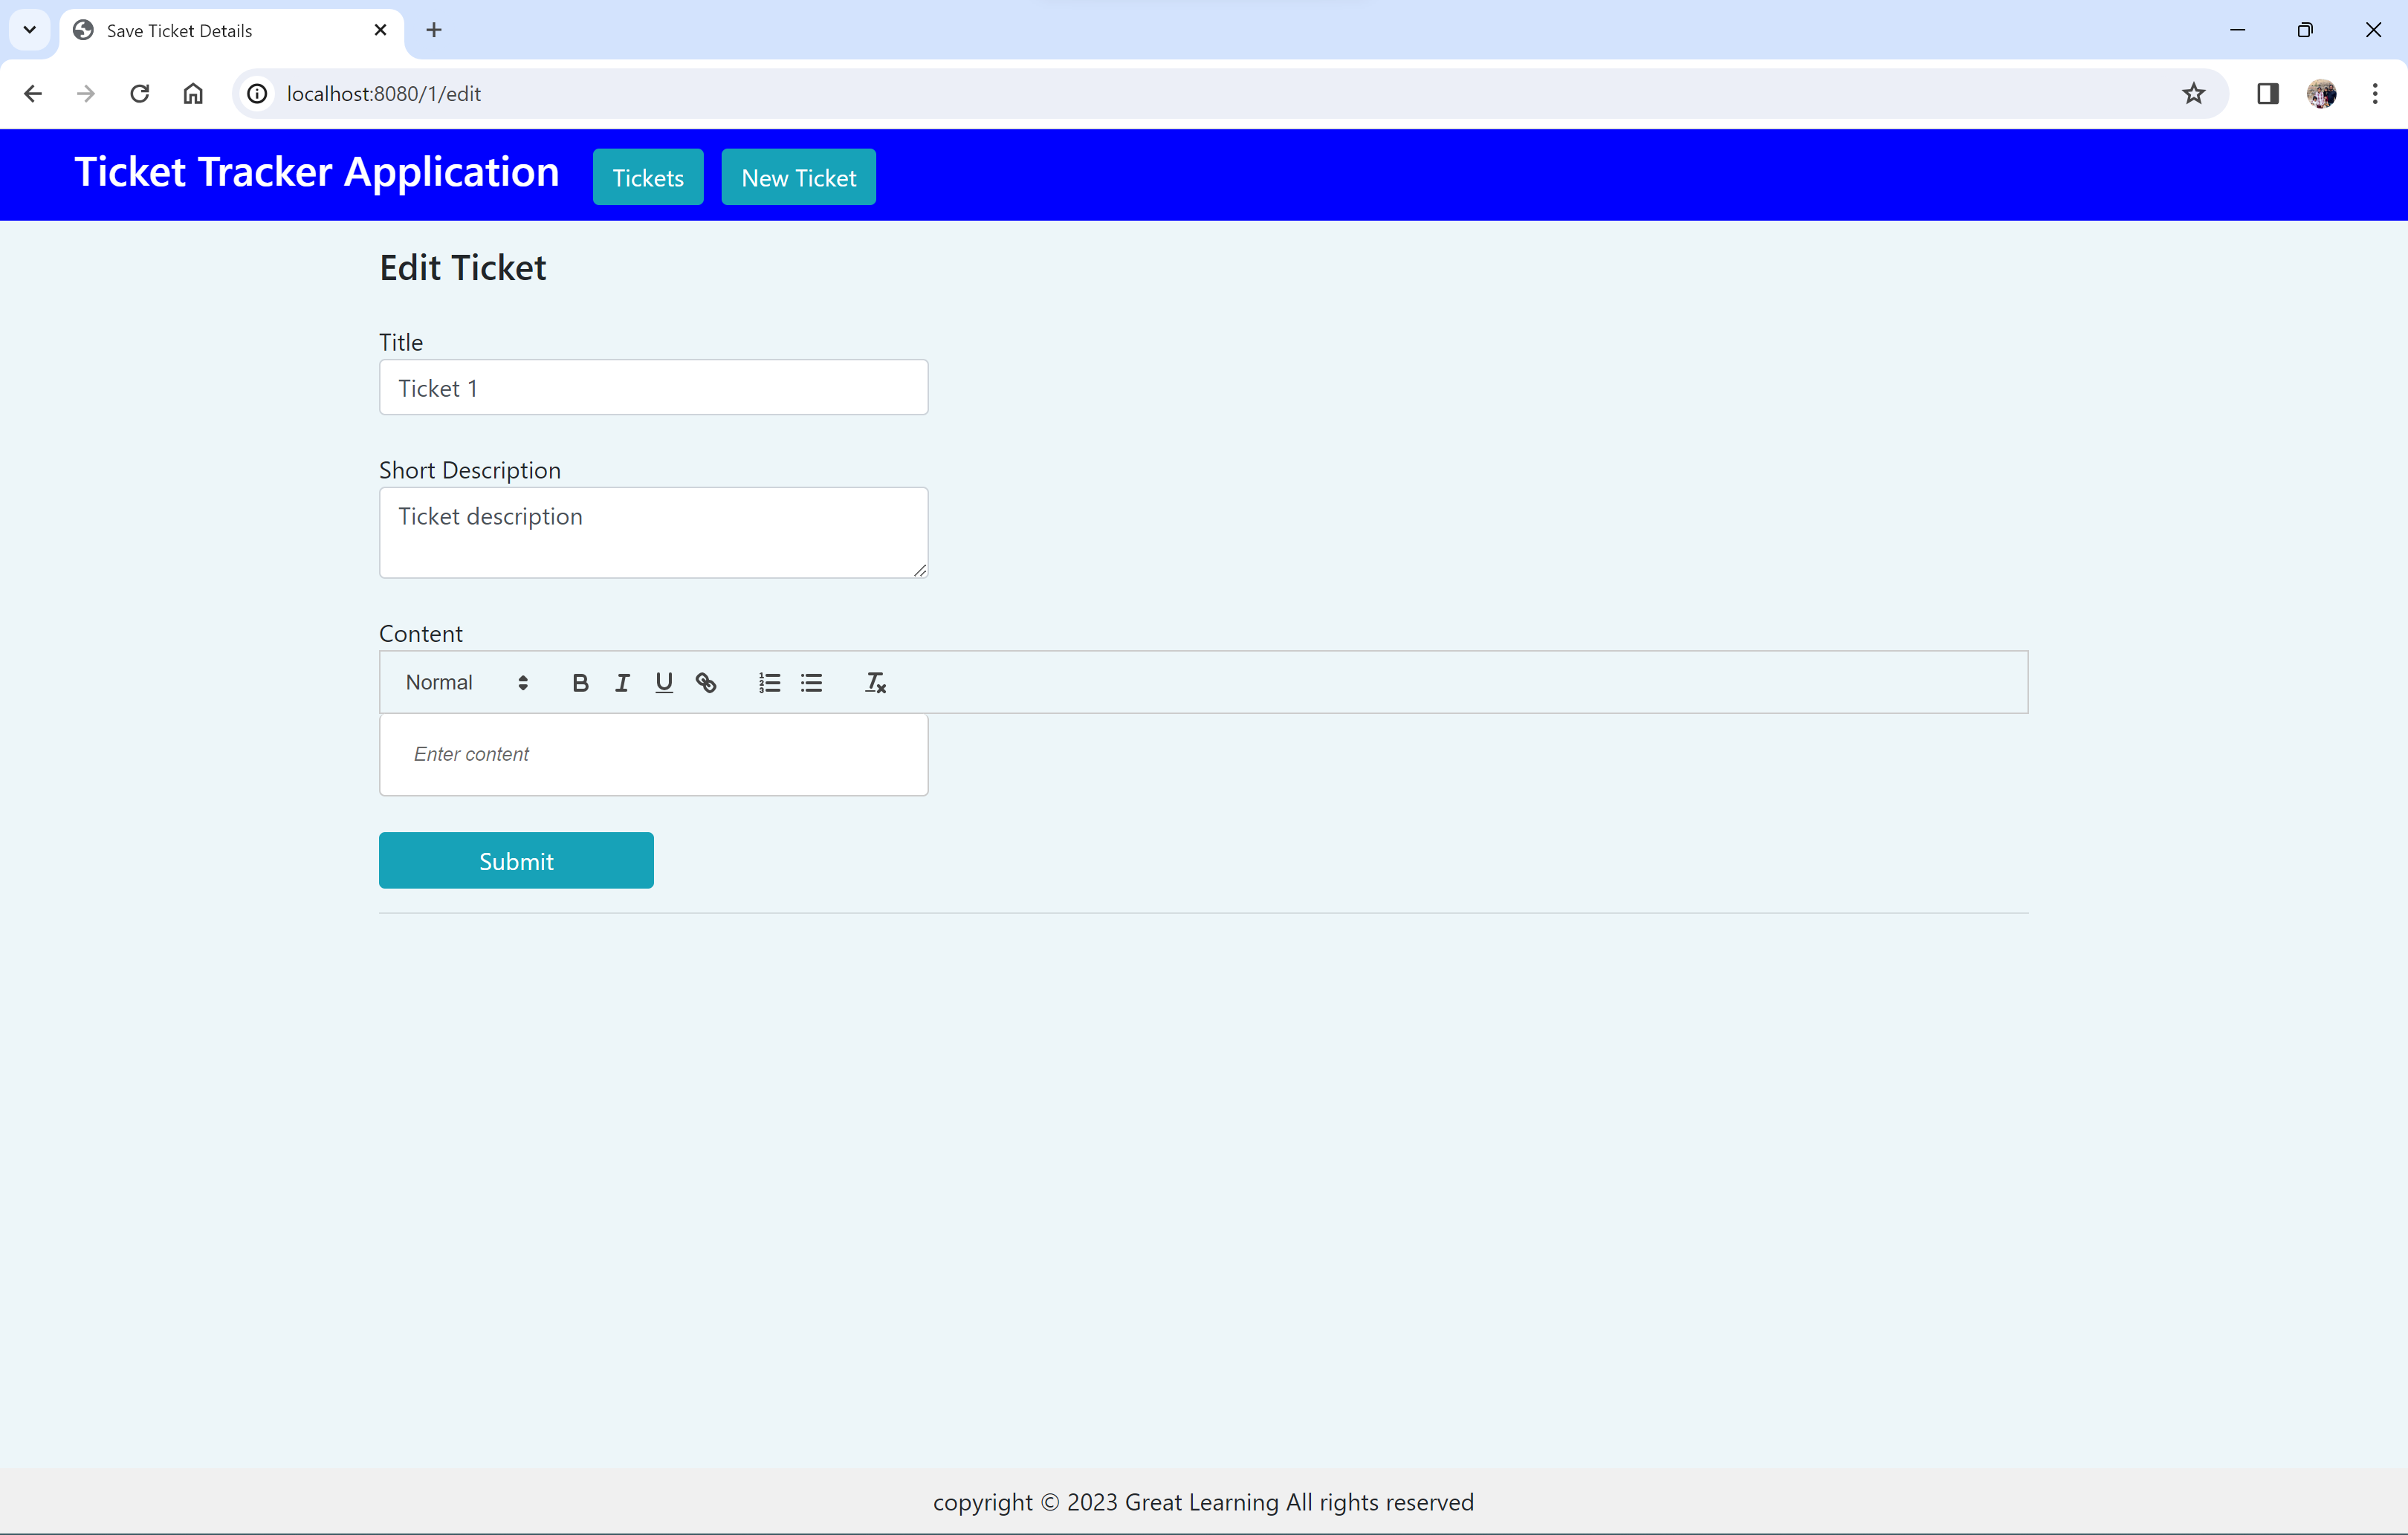 Save Ticket Details
localhost:8080/1/edit
Ticket Tracker Application Tickets New Ticket
Edit Ticket
Title
Ticket 1
Short Description
Ticket description
Content
Normal
Enter content
Submit
copyright © 2023 Great Learning All rights reserved